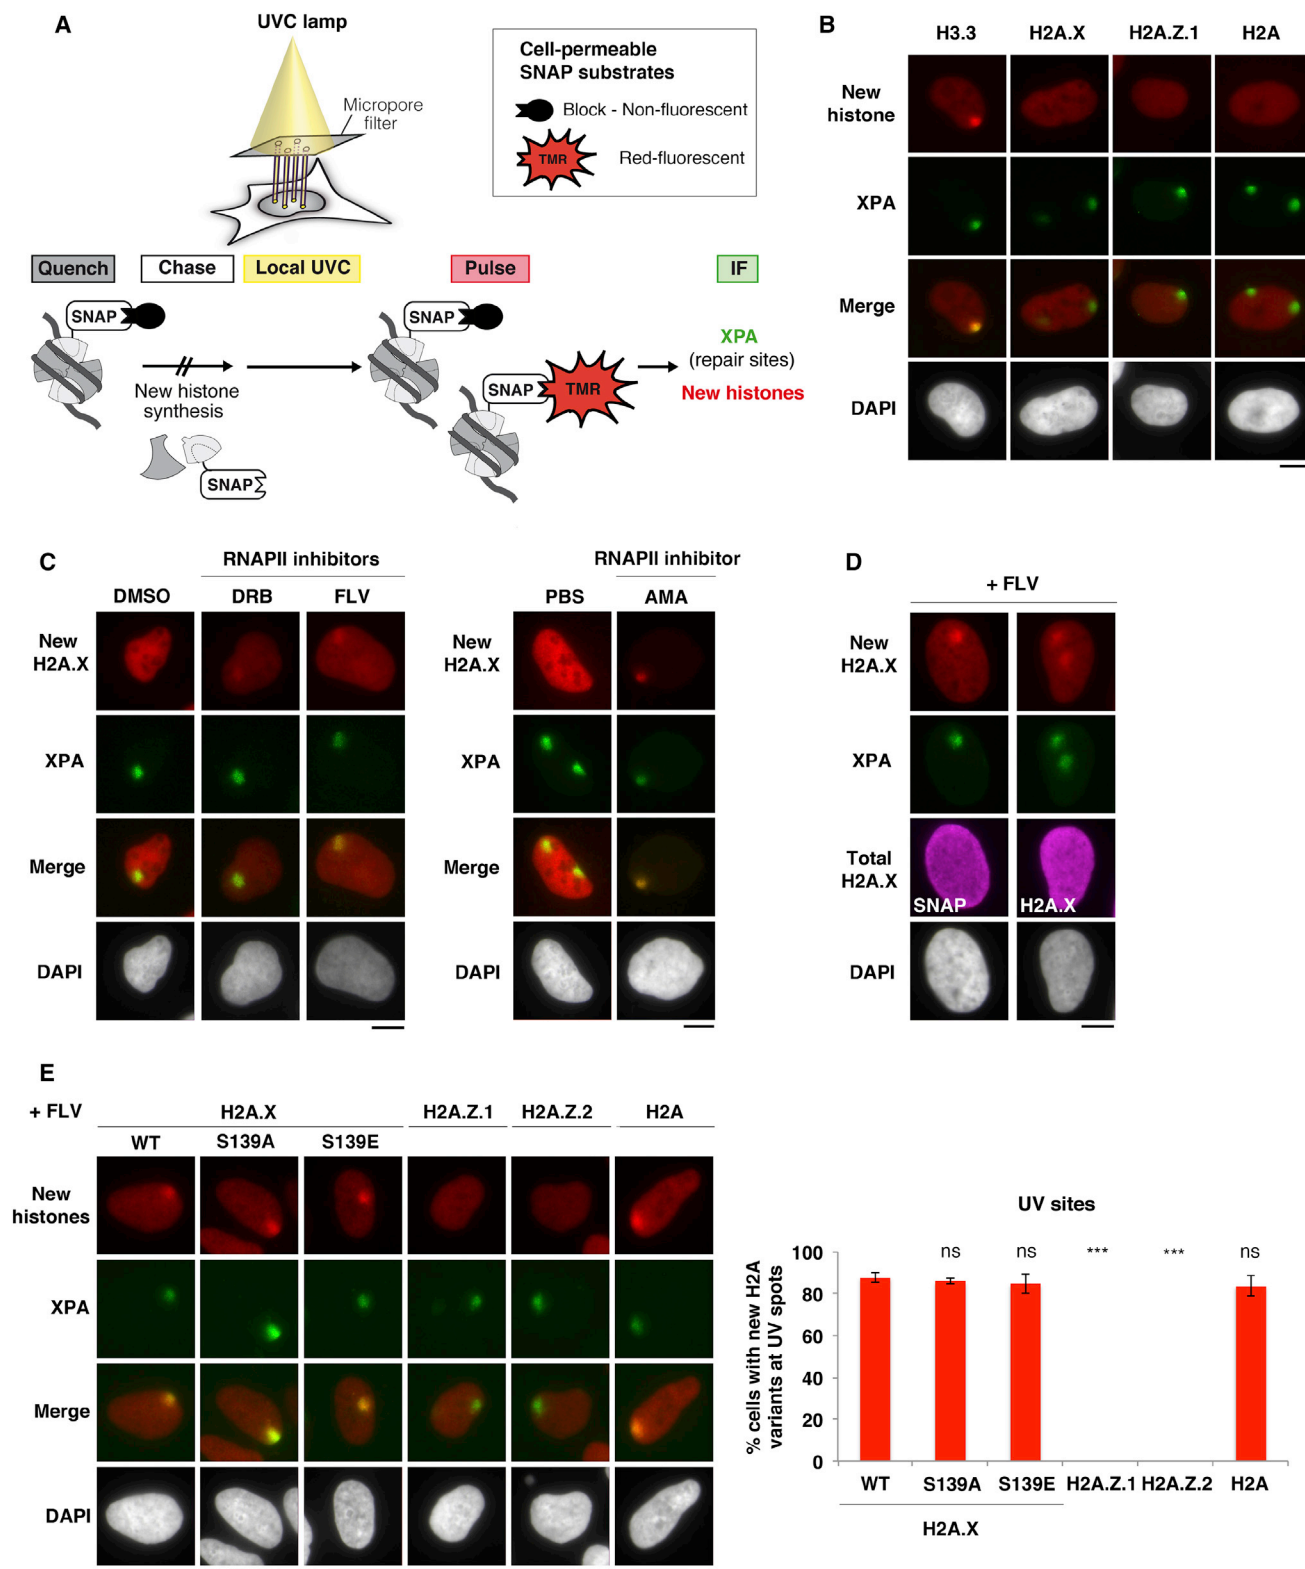 A
UVC lamp
Micropore
filter
Cell-permeable
SNAP substrates
Block - Non-fluorescent
TMR
Red-fluorescent
Quench
Chase
Local UVC
Pulse
IF
SNAP
New histone
synthesis
SNAP
SNAP
SNAP
TMR
XPA
(repair sites)
New histones
B
H3.3
H2A.X
H2A.Z.1
H2A
New
histone
XPA
Merge
DAPI
C
RNAPII inhibitors
DMSO
DRB
FLV
New
H2A.X
XPA
Merge
DAPI
RNAPII inhibitor
PBS
AMA
New
H2A.X
XPA
Merge
DAPI
D
+ FLV
New
H2A.X
XPA
Total
H2A.X
SNAP
H2A.X
DAPI
E
+ FLV
H2A.X
H2A.Z.1
H2A.Z.2
H2A
WT
S139A
S139E
New
histones
XPA
Merge
DAPI
UV sites
% cells with new H2A
variants at UV spots
100
80
60
40
20
0
ns
ns
***
***
ns
WT
S139A
S139E
H2A.Z.1
H2A.Z.2
H2A
H2A.X